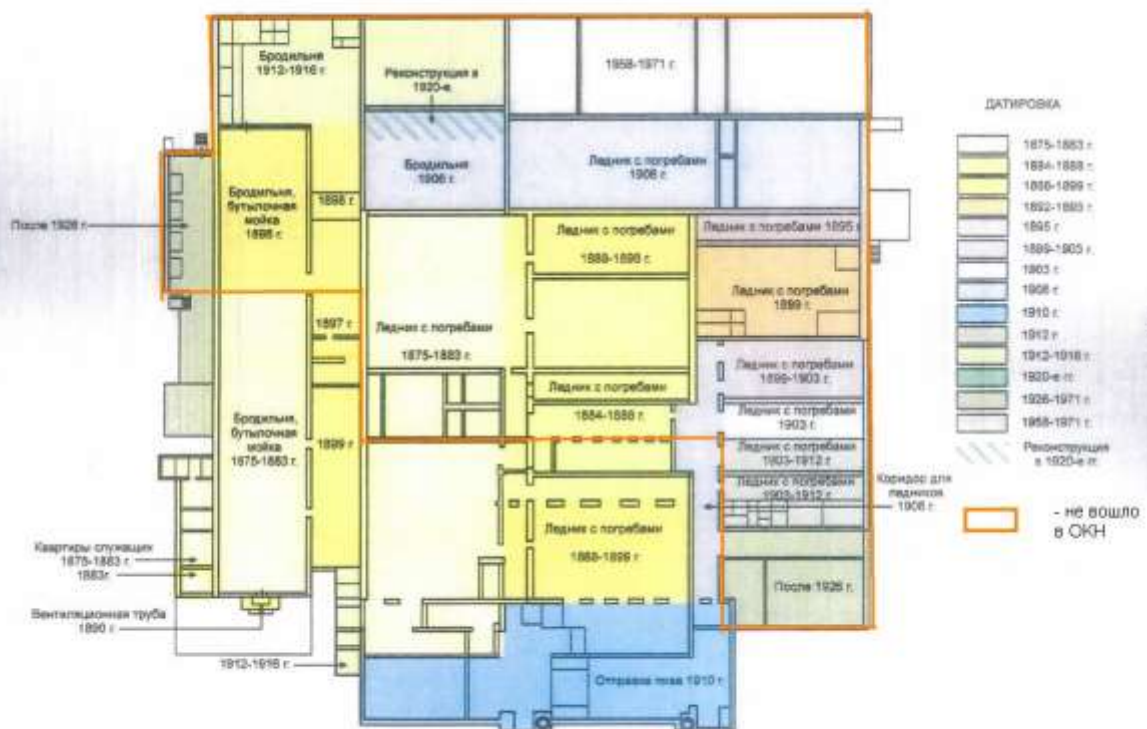 Бродильня
1912-1916 г.
Реконструкция в
1920-е
1958-1971 г.
Бродильня
1906 г.
Ледник с погребами
1906 г.
Бродильня,
бутылочная
мойка
1898 г.
1898 г.
После 1926 г.
Ледник с погребами
1889-1898 г.
Ледник с погребами 1895 г
Ледник с погребами
1899 г.
1897 г
Ледник с погребами
1875-1883 г.
Ледник с погребами
1884-1888 г.
Ледник с погребами
1899-1903 г.
Ледник с погребами
1903 г.
Ледник с погребами
1903-1912 г.
Ледник с погребами
1903-1912 г.
Бродильня,
бутылочная
мойка
1875-1883 г.
1899 г
Ледник с погребами
1888-1899 г
Коридор для
ледников
1906 г.
После 1926 г.
Квартиры служащих
1875-1883 г.
1883г.
Вентиляционная труба
1890 г.
1912-1916 г.
Отправка пива 1910 г.
ДАТИРОВКА
1875-1883 г.
1884-1888 г.
1888-1899 г.
1892-1893 г.
1895 г.
1899-1903 г.
1903 г.
1906 г.
1910 г.
1912 г.
1912-1916 г.
1920-е гг.
1926-1971 г.
1958-1971 г.
Реконструкция
в 1920-е гг.
- не вошло
в ОКН